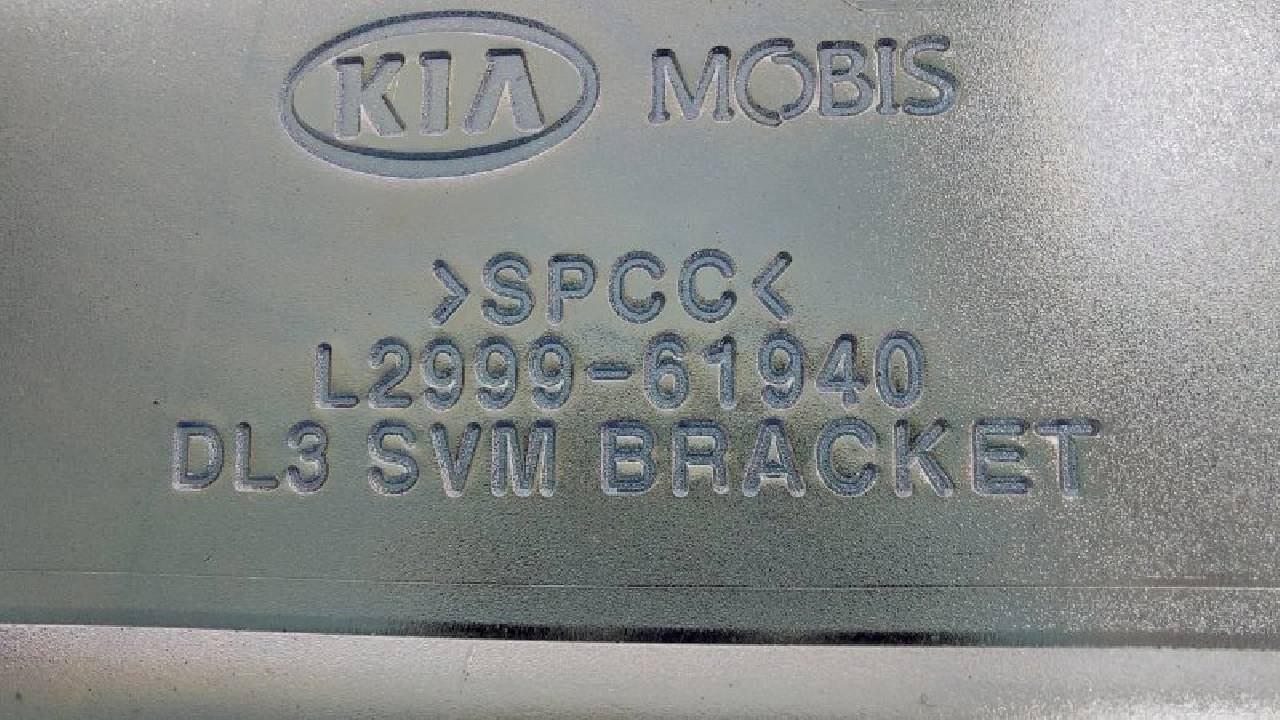 KIA MOBIS
>SPCC<
L2999-61940
DL3 SVM BRACKET